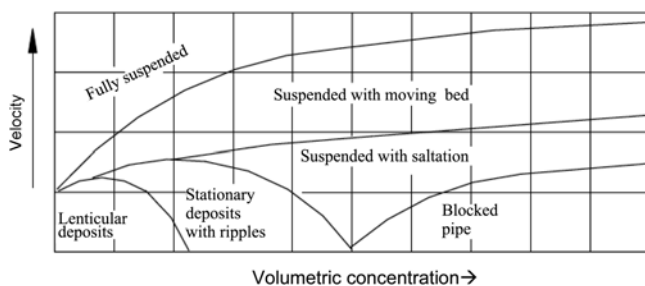 Fully suspended
Velocity
Suspended with moving bed
Suspended with saltation
Stationary
deposits
with ripples
Lenticular
deposits
Blocked
pipe
Volumetric concentration→